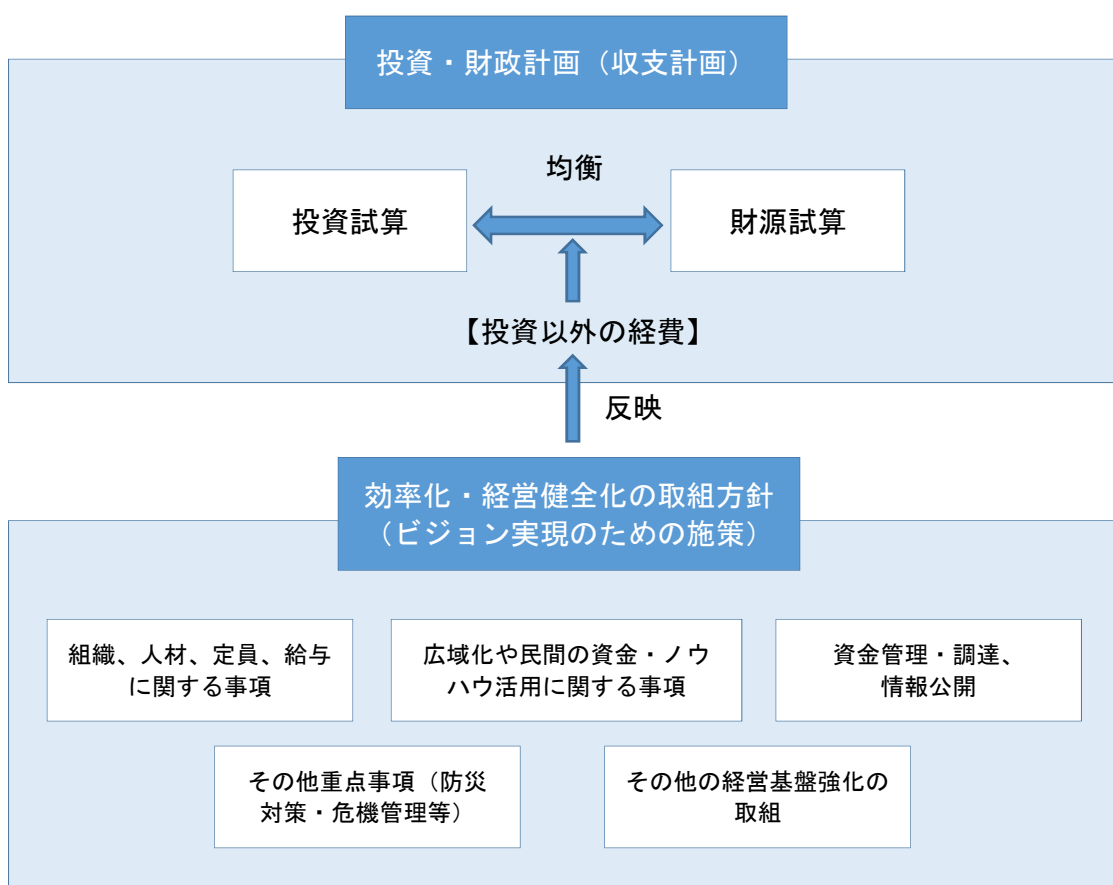 投資・財政計画（収支計画）
均衡
投資試算
財源試算
【投資以外の経費】
反映
効率化・経営健全化の取組方針
（ビジョン実現のための施策）
組織、人材、定員、給与
に関する事項
広域化や民間の資金・ノウ
ハウ活用に関する事項
資金管理・調達、
情報公開
その他重点事項（防災
対策・危機管理等）
その他の経営基盤強化の
取組